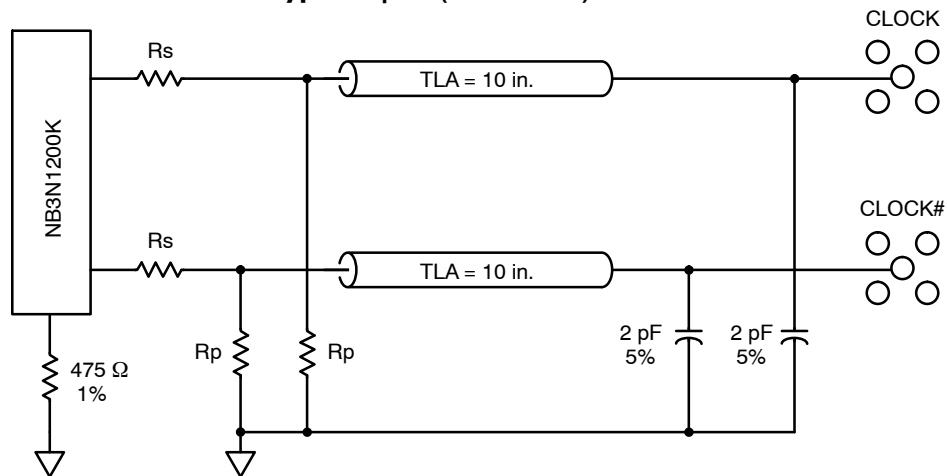 CLOCK
Rs
TLA = 10 in.
NB3N1200K
CLOCK#
Rs
TLA = 10 in.
Rp
Rp
2 pF
5%
2 pF
5%
475 Ω
1%